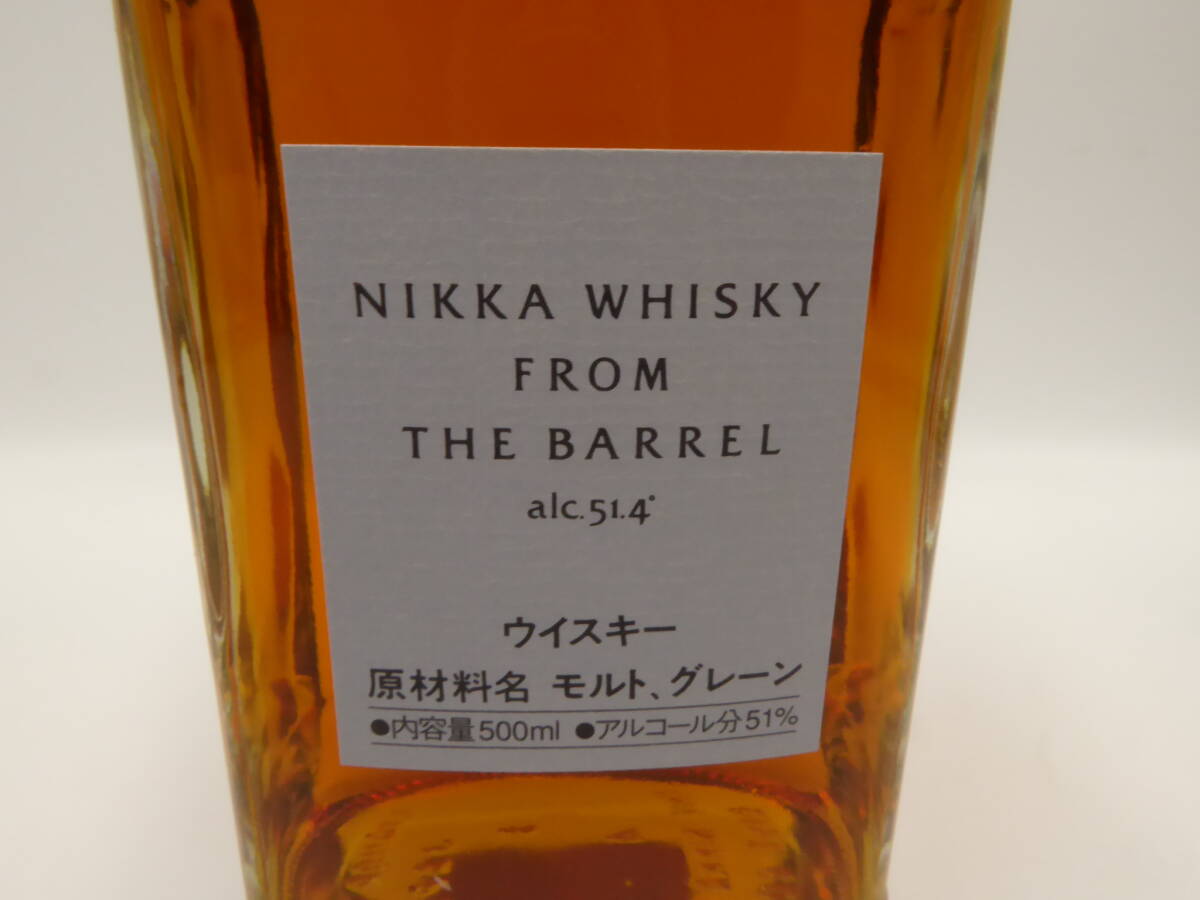 NIKKA WHISKY
FROM
THE BARREL
alc.51.4°
ウイスキー
原材料名 モルト、グレーン
●内容量500ml ●アルコール分51%